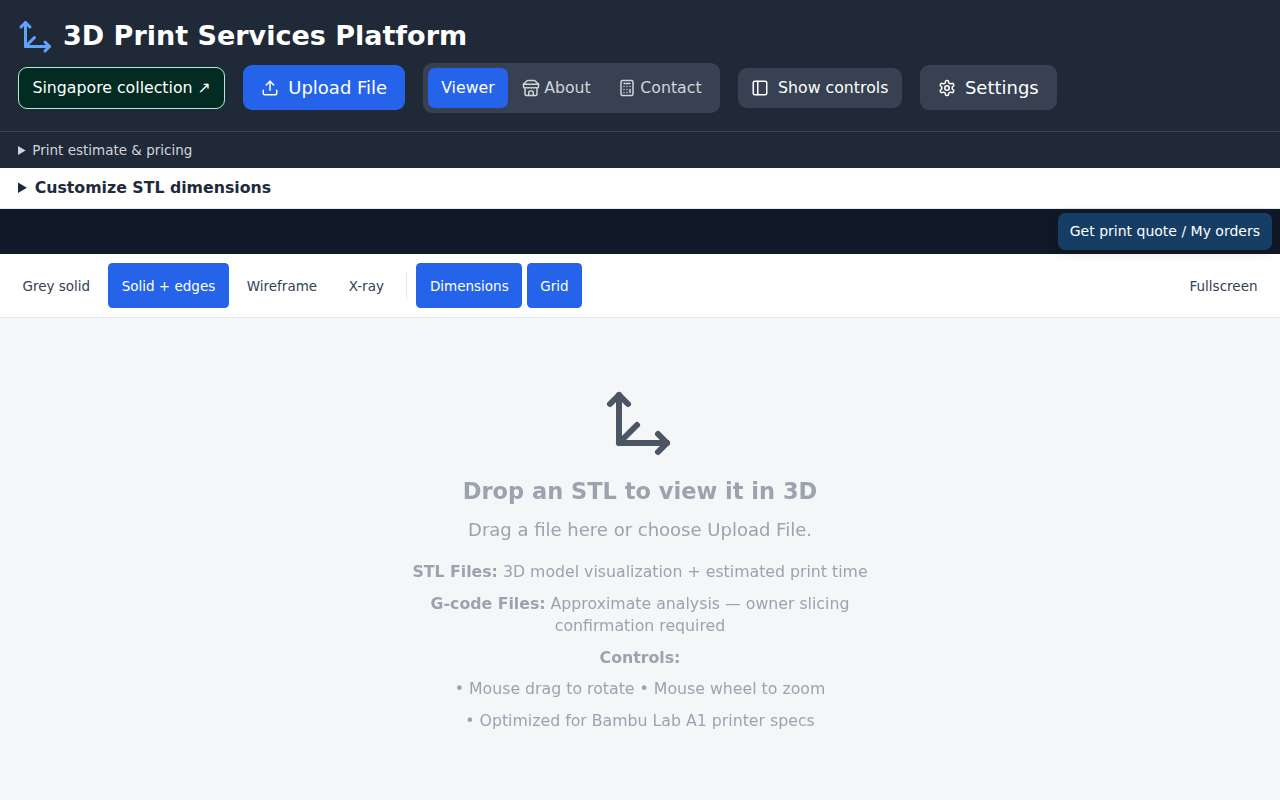 3D Print Services Platform
Singapore collection ↗
Upload File
Viewer
About
Contact
Show controls
Settings
▶ Print estimate & pricing
▶ Customize STL dimensions
Get print quote / My orders
Grey solid
Solid + edges
Wireframe
X-ray
Dimensions
Grid
Fullscreen
Drop an STL to view it in 3D
Drag a file here or choose Upload File.
STL Files: 3D model visualization + estimated print time
G-code Files: Approximate analysis — owner slicing
confirmation required
Controls:
• Mouse drag to rotate • Mouse wheel to zoom
• Optimized for Bambu Lab A1 printer specs